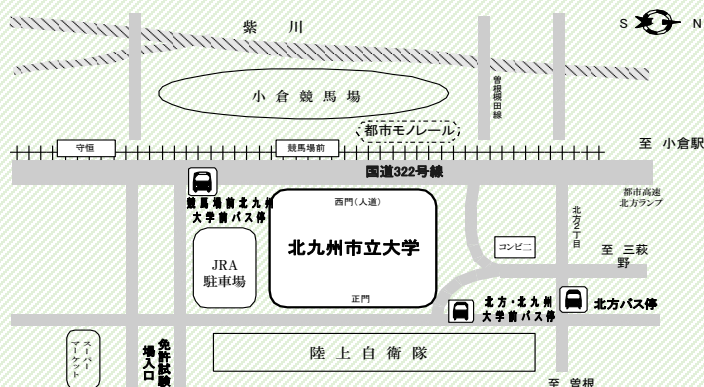 紫 川
S N
小 倉 競 馬 場
曽根槻田線
都市モノレール
至 小倉駅
守恒
競馬場前
国道322号線
都市高速
北方ランプ
競馬場前北九州
大学前バス停
西門(人道)
北方2丁目
北九州市立大学
コンビニ
至 三萩
野
JRA
駐車場
正門
北方・北九州
大学前バス停
北方バス停
スーパー
マーケット
免許試験
場入口
陸 上 自 衛 隊
至 曽根